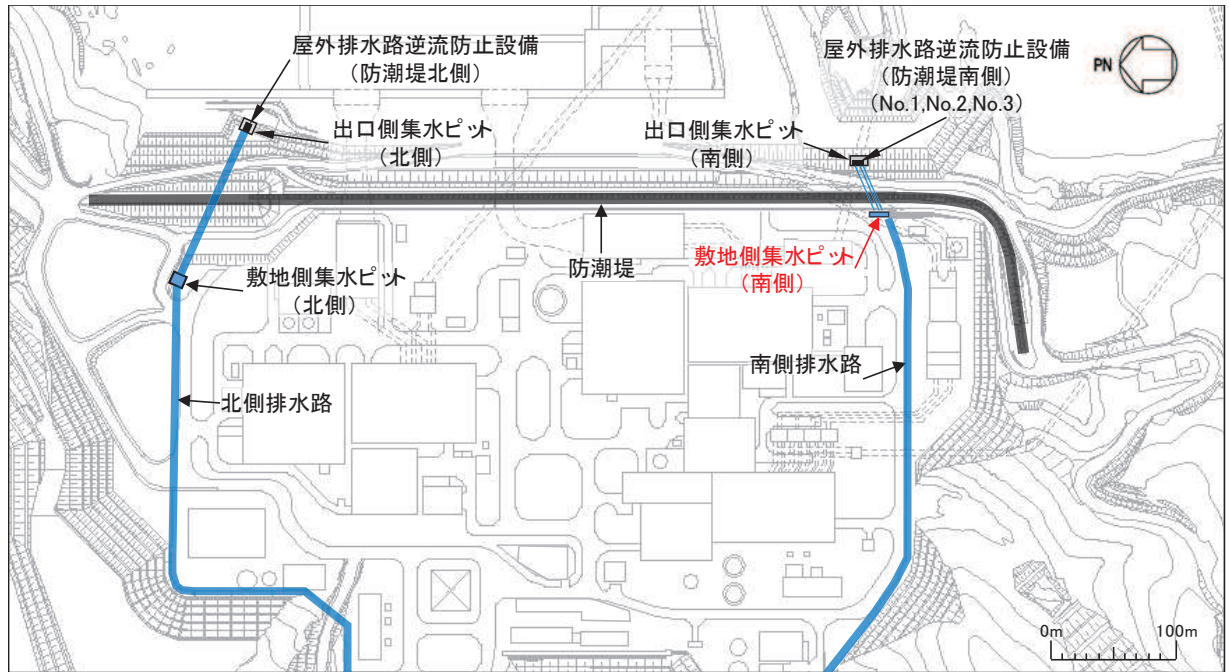 屋外排水路逆流防止設備
（防潮堤北側）
屋外排水路逆流防止設備
（防潮堤南側）
（No.1,No.2,No.3）
PN
出口側集水ピット
（北側）
出口側集水ピット
（南側）
防潮堤
敷地側集水ピット
（南側）
敷地側集水ピット
（北側）
南側排水路
北側排水路
0m
100m